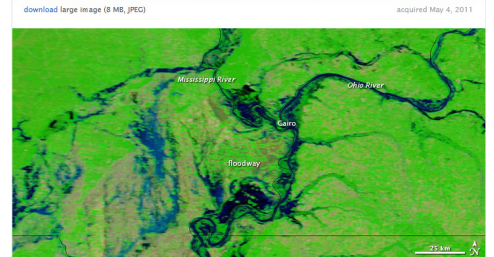 download large image (8 MB, JPEG)
acquired May 4, 2011
Mississippi River
Ohio River
Cairo
floodway
25 km
N